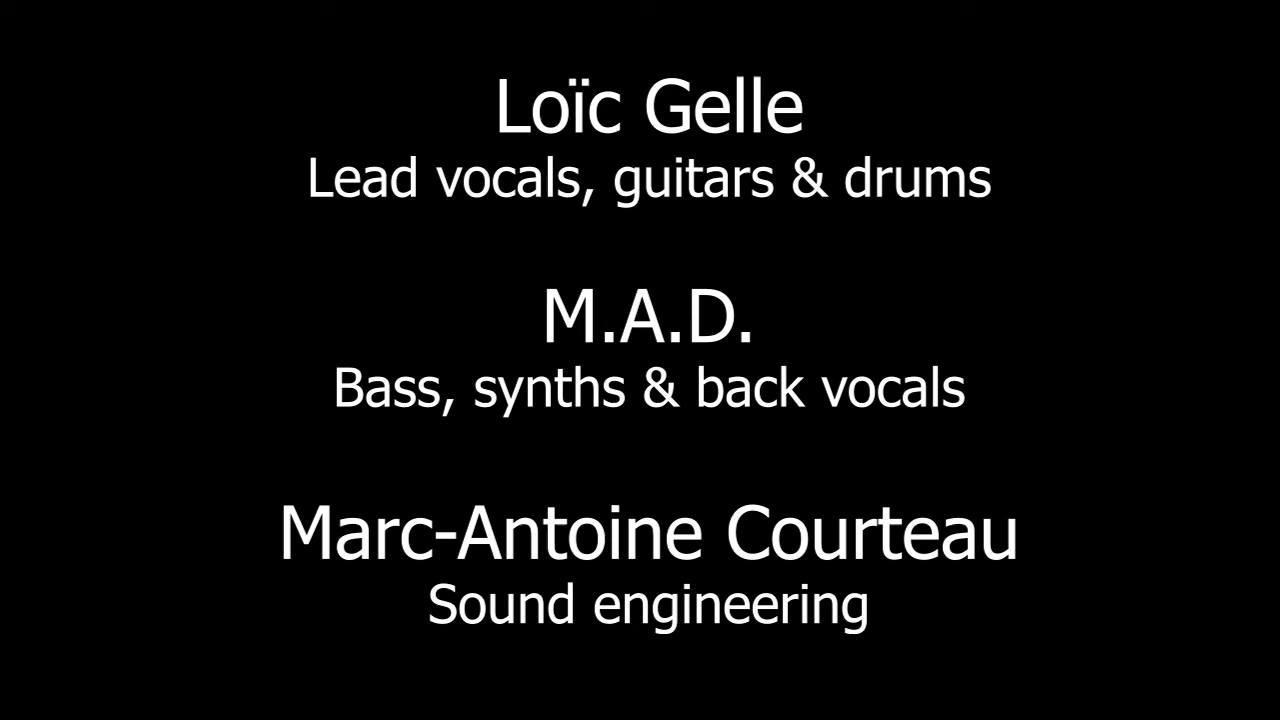 Loïc Gelle
Lead vocals, guitars & drums
M.A.D.
Bass, synths & back vocals
Marc-Antoine Courteau
Sound engineering